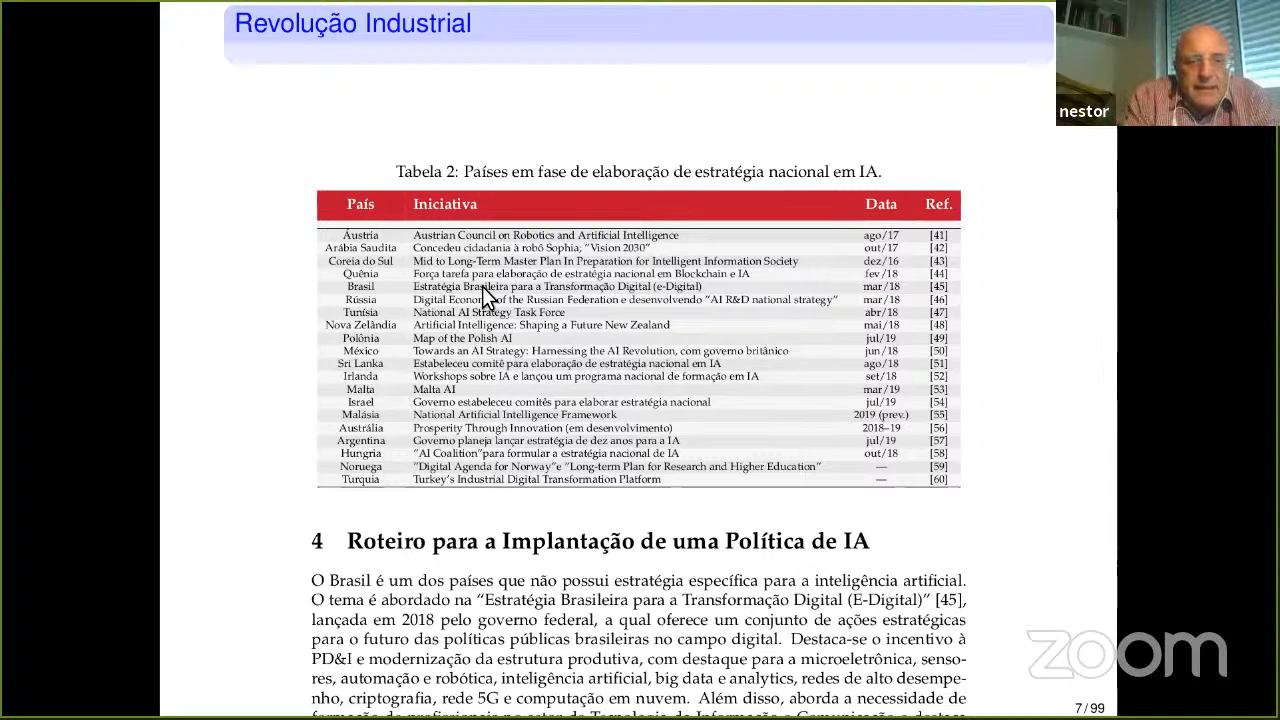 Revolução Industrial
nestor
Tabela 2: Países em fase de elaboração de estratégia nacional em IA.
País Iniciativa Data Ref.
Áustria Austrian Council on Robotics and Artificial Intelligence ago/17 [41]
Arábia Saudita Concedeu cidadania à robô Sophia; "Vision 2030" out/17 [42]
Coreia do Sul Mid to Long-Term Master Plan In Preparation for Intelligent Information Society dez/16 [43]
Quênia Força tarefa para elaboração de estratégia nacional em Blockchain e IA fev/18 [44]
Brasil Estratégia Brasileira para a Transformação Digital (e-Digital) mar/18 [45]
Rússia Digital Economy of the Russian Federation e desenvolvendo "AI R&D national strategy" mar/18 [46]
Tunísia National AI Strategy Task Force abr/18 [47]
Nova Zelândia Artificial Intelligence: Shaping a Future New Zealand mai/18 [48]
Polônia Map of the Polish AI jul/19 [49]
México Towards an AI Strategy: Harnessing the AI Revolution, com governo britânico jun/18 [50]
Sri Lanka Estabeleceu comitê para elaboração de estratégia nacional em IA ago/18 [51]
Irlanda Workshops sobre IA e lançou um programa nacional de formação em IA set/18 [52]
Malta Malta AI mar/19 [53]
Israel Governo estabeleceu comitês para elaborar estratégia nacional jul/19 [54]
Malásia National Artificial Intelligence Framework 2019 (prev.) [55]
Austrália Prosperity Through Innovation (em desenvolvimento) 2018–19 [56]
Argentina Governo planeja lançar estratégia de dez anos para a IA jul/19 [57]
Hungria "AI Coalition"para formular a estratégia nacional de IA out/18 [58]
Noruega "Digital Agenda for Norway"e "Long-term Plan for Research and Higher Education" — [59]
Turquia Turkey's Industrial Digital Transformation Platform — [60]
4 Roteiro para a Implantação de uma Política de IA
O Brasil é um dos países que não possui estratégia específica para a inteligência artificial.
O tema é abordado na "Estratégia Brasileira para a Transformação Digital (E-Digital)" [45],
lançada em 2018 pelo governo federal, a qual oferece um conjunto de ações estratégicas
para o futuro das políticas públicas brasileiras no campo digital. Destaca-se o incentivo à
PD&I e modernização da estrutura produtiva, com destaque para a microeletrônica, senso-
res, automação e robótica, inteligência artificial, big data e analytics, redes de alto desempe-
nho, criptografia, rede 5G e computação em nuvem. Além disso, aborda a necessidade de
formação de profissionais no setor da Tecnologia da Informação e Comunicação e destaca
zoom
7 / 99